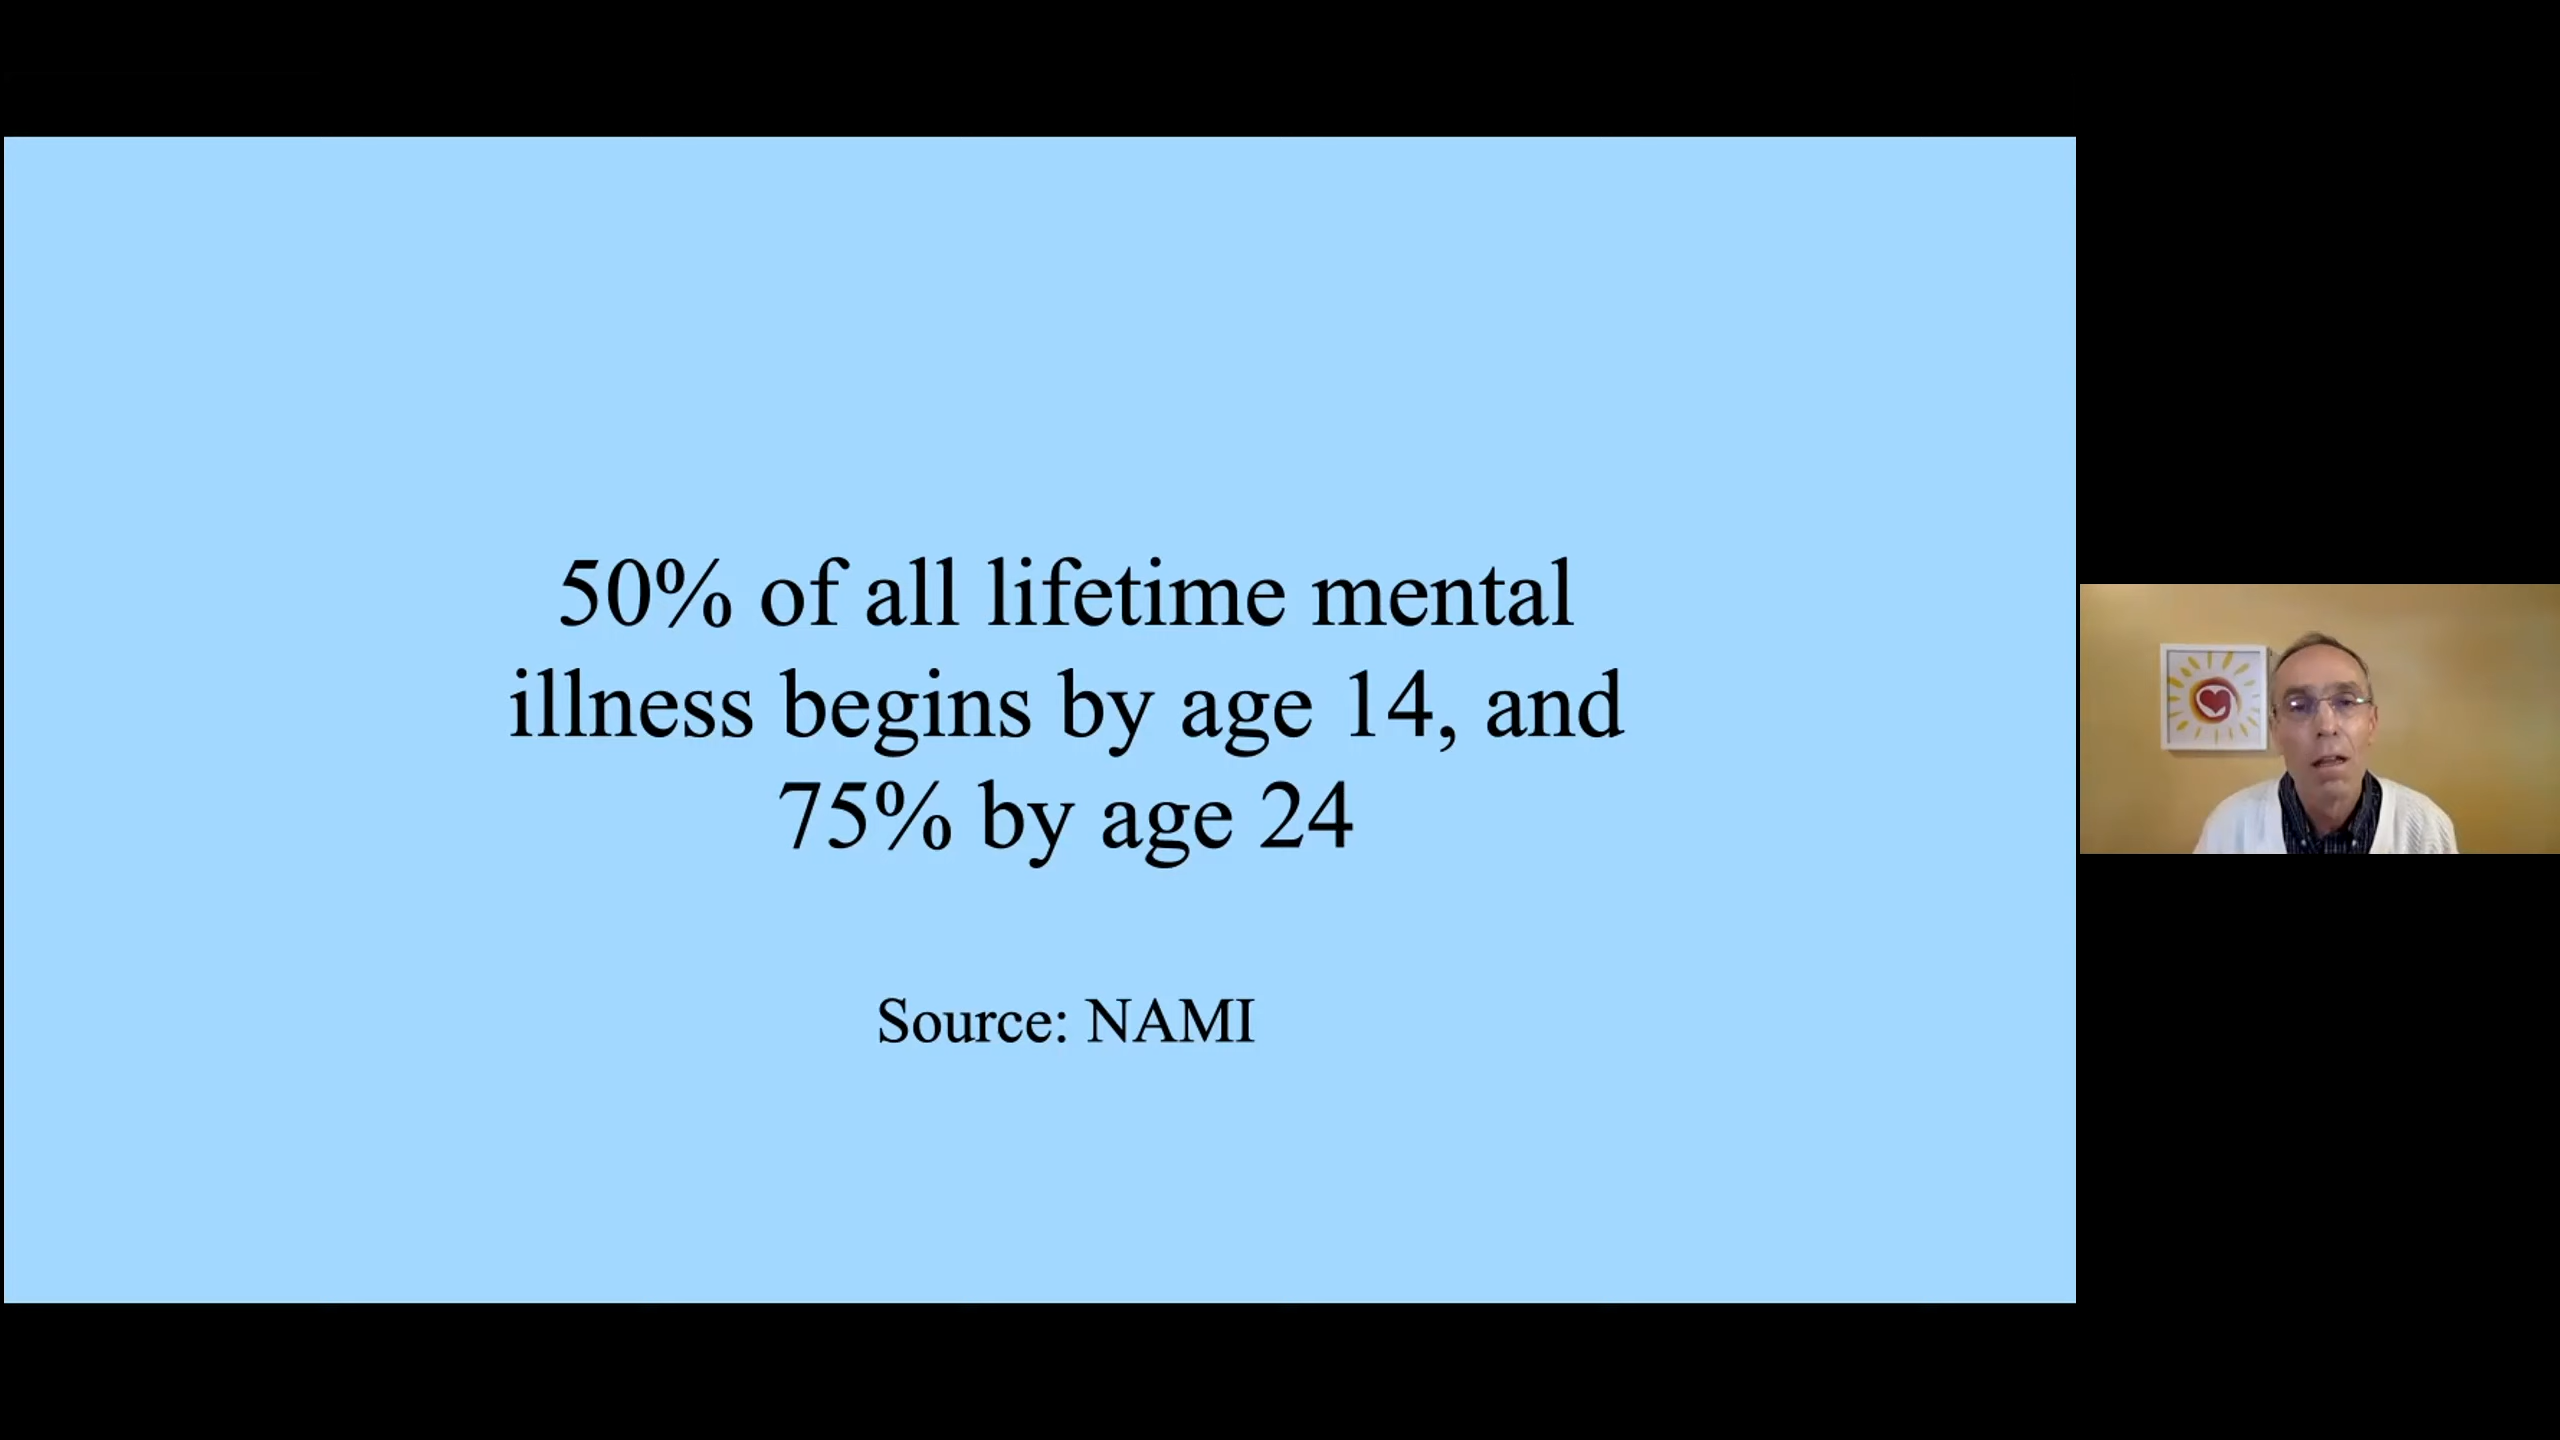 50% of all lifetime mental
illness begins by age 14, and
75% by age 24
Source: NAMI